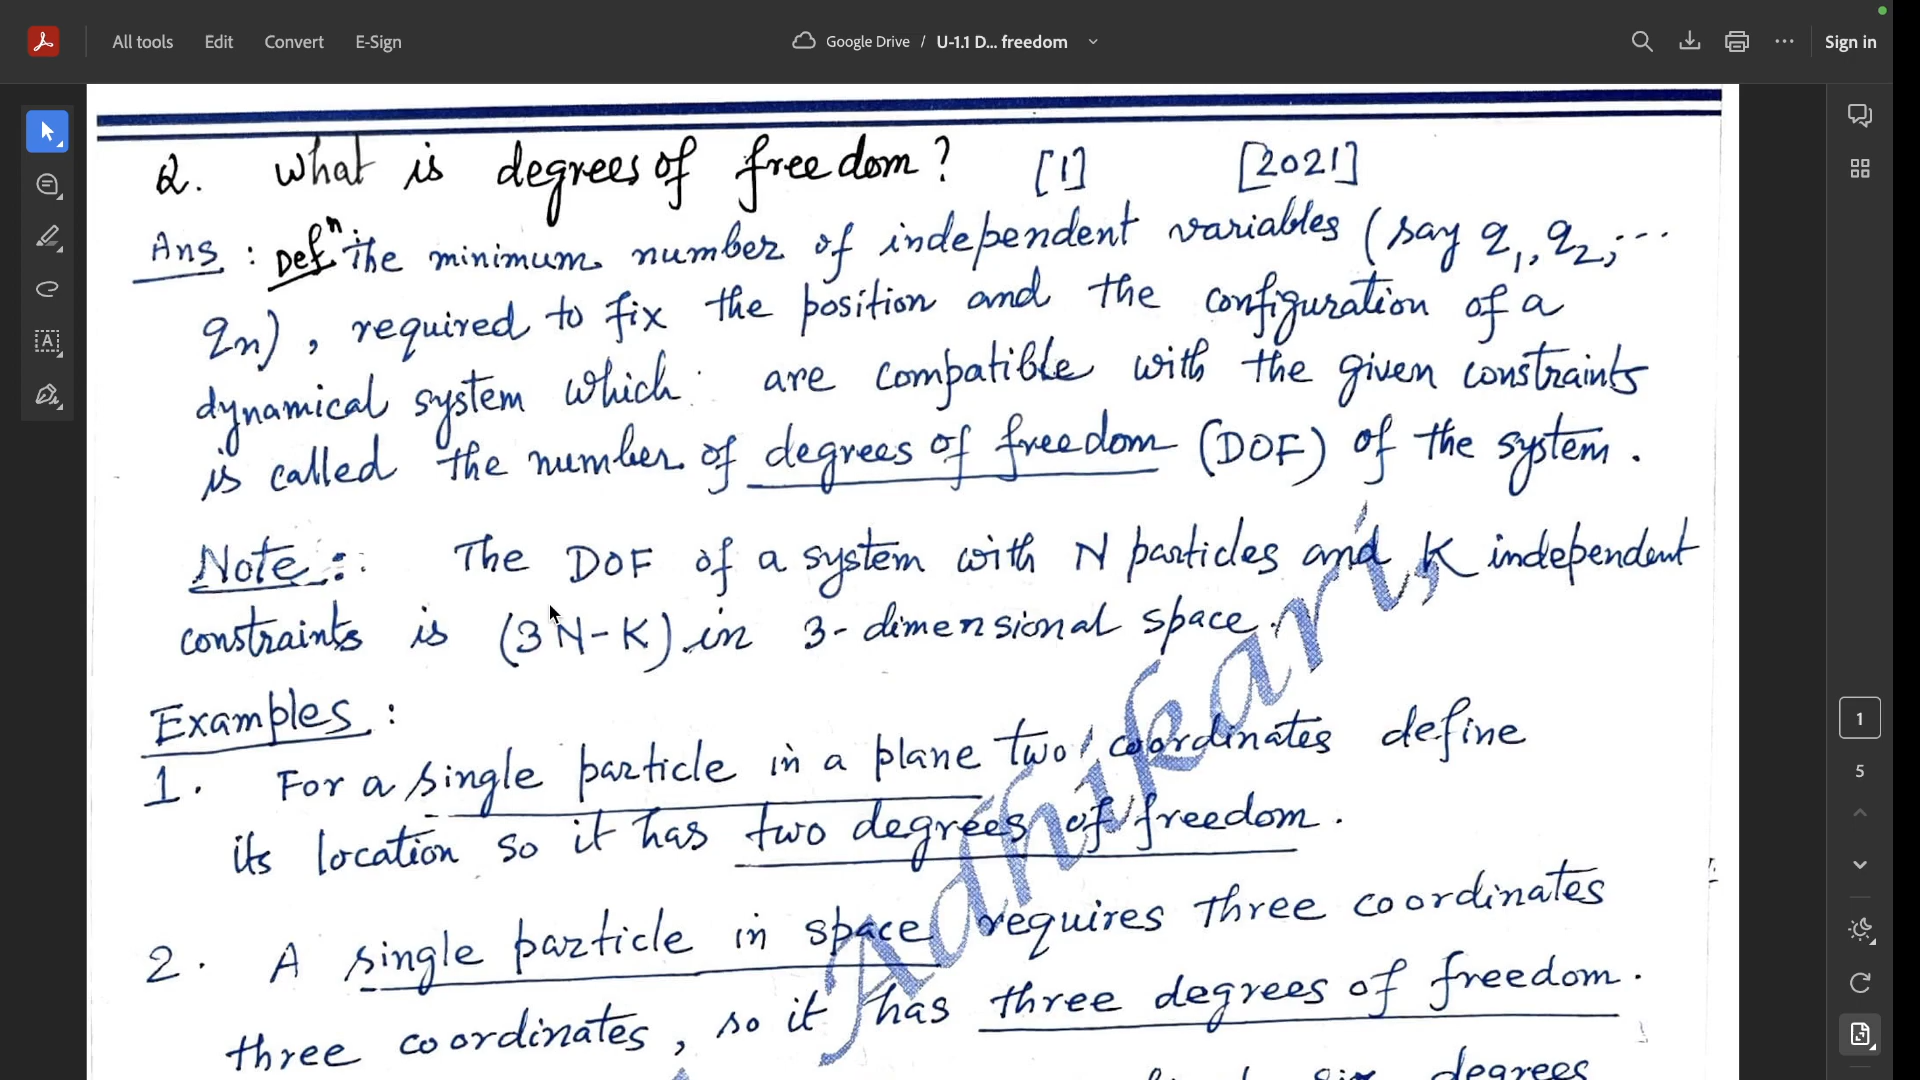 All tools Edit Convert E-Sign Google Drive / U-1.1 D... freedom Sign in
Q. What is degrees of freedom? [1] [2021]
Ans : Defⁿ: The minimum number of independent variables (say q₁, q₂, ...
qₙ), required to fix the position and the configuration of a
dynamical system which are compatible with the given constraints
is called the number of degrees of freedom (DOF) of the system.
Note :: The DOF of a system with N particles and K independent
constraints is (3N-K) in 3-dimensional space.
Examples :
1. For a single particle in a plane two coordinates define
its location so it has two degrees of freedom.
2. A single particle in space requires three coordinates
three coordinates, so it has three degrees of freedom.
six degrees
Adhikari
1
5